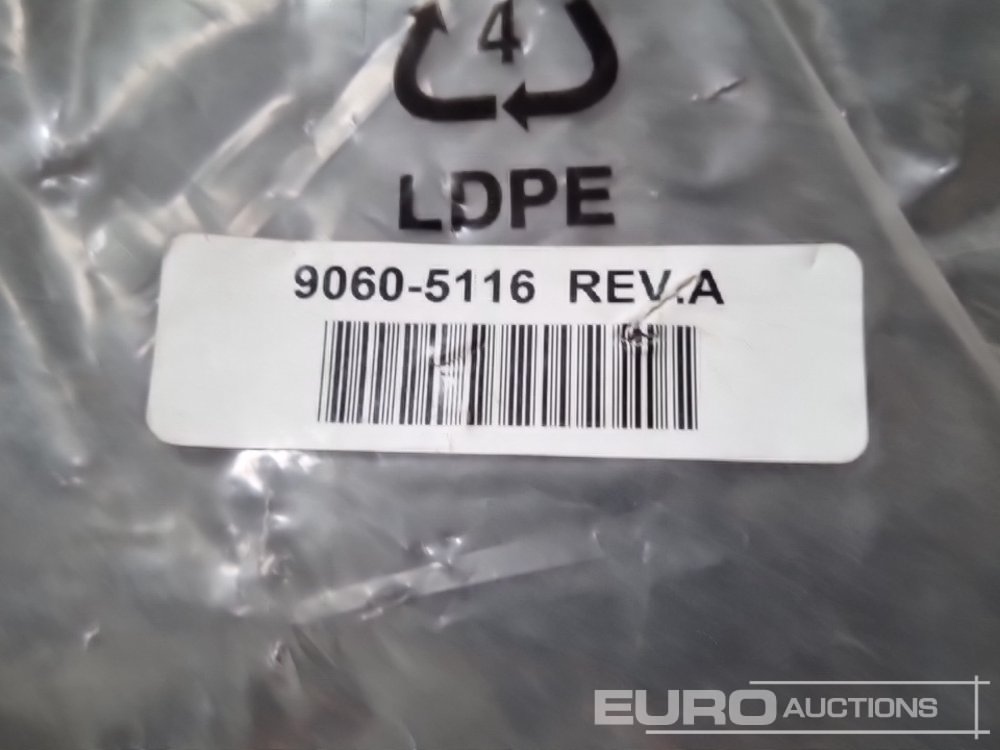 4
LDPE
9060-5116 REV.A
EURO AUCTIONS